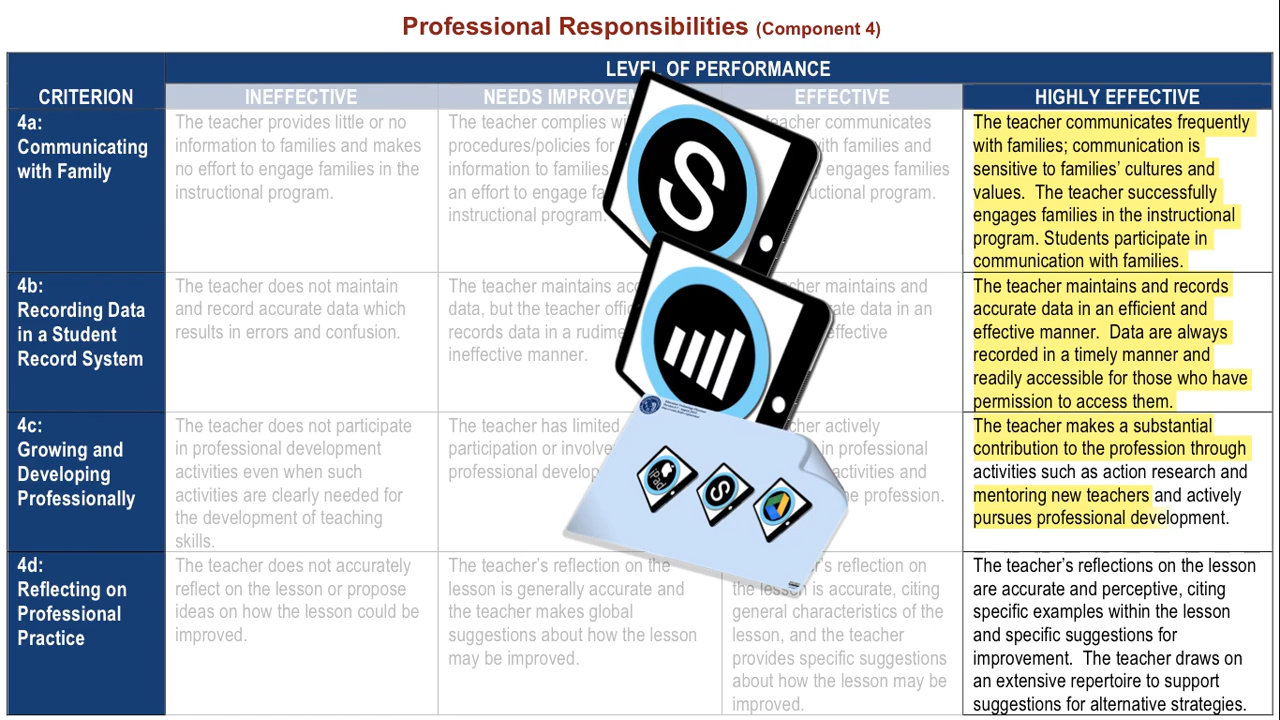 Professional Responsibilities (Component 4)
LEVEL OF PERFORMANCE
CRITERION
INEFFECTIVE
NEEDS
EFFECTIVE
HIGHLY EFFECTIVE
4a:
Communicating
with Family
The teacher provides little or no
information to families and makes
no effort to engage families in the
instructional program.
The teacher complies
procedures/policies for
information to families
an effort to engage
instructional program.
teacher communicates
with families and
engages families
program.
The teacher communicates frequently
with families; communication is
sensitive to families’ cultures and
values. The teacher successfully
engages families in the instructional
program. Students participate in
communication with families.
4b:
Recording Data
in a Student
Record System
The teacher does not maintain
and record accurate data which
results in errors and confusion.
The teacher maintains
data, but the teacher
records data in a
ineffective manner.
maintains and
data in an
effective
The teacher maintains and records
accurate data in an efficient and
effective manner. Data are always
recorded in a timely manner and
readily accessible for those who have
permission to access them.
4c:
Growing and
Developing
Professionally
The teacher does not participate
in professional development
activities even when such
activities are clearly needed for
the development of teaching
skills.
The teacher has limited
participation or
professional
actively
in professional
activities and
profession.
The teacher makes a substantial
contribution to the profession through
activities such as action research and
mentoring new teachers and actively
pursues professional development.
4d:
Reflecting on
Professional
Practice
The teacher does not accurately
reflect on the lesson or propose
ideas on how the lesson could be
improved.
The teacher’s reflection on the
lesson is generally accurate and
the teacher makes global
suggestions about how the lesson
may be improved.
reflection on
the lesson is accurate, citing
general characteristics of the
lesson, and the teacher
provides specific suggestions
about how the lesson may be
improved.
The teacher’s reflections on the lesson
are accurate and perceptive, citing
specific examples within the lesson
and specific suggestions for
improvement. The teacher draws on
an extensive repertoire to support
suggestions for alternative strategies.
S
iPad
S